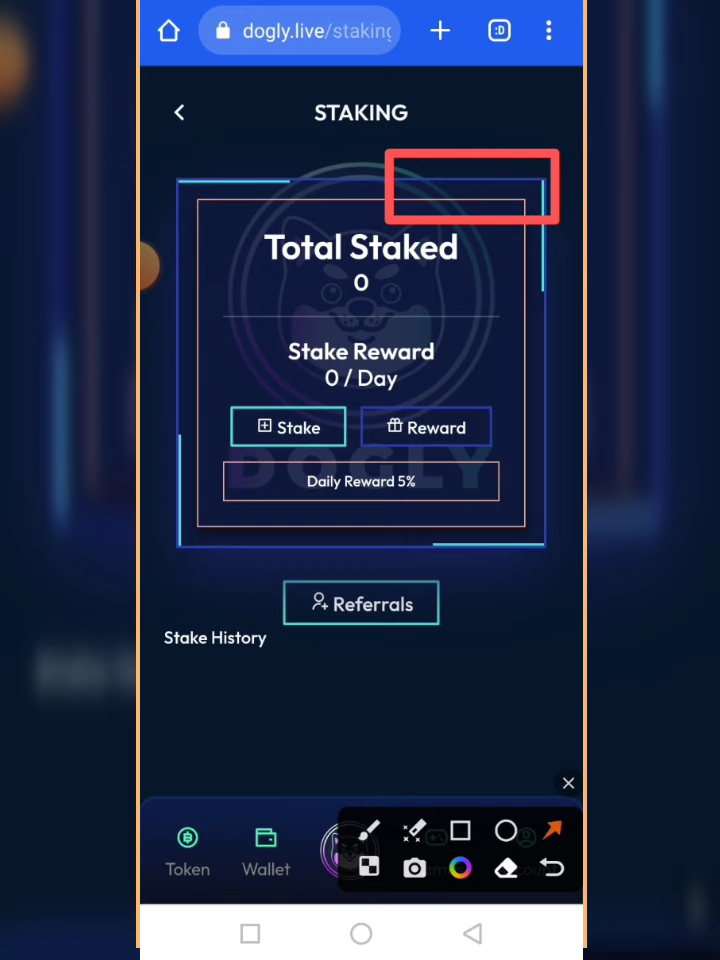 dogly.live/staking
:D
STAKING
Total Staked
0
Stake Reward
0 / Day
Stake
Reward
DOGLY
Daily Reward 5%
Referrals
Stake History
Token
Wallet